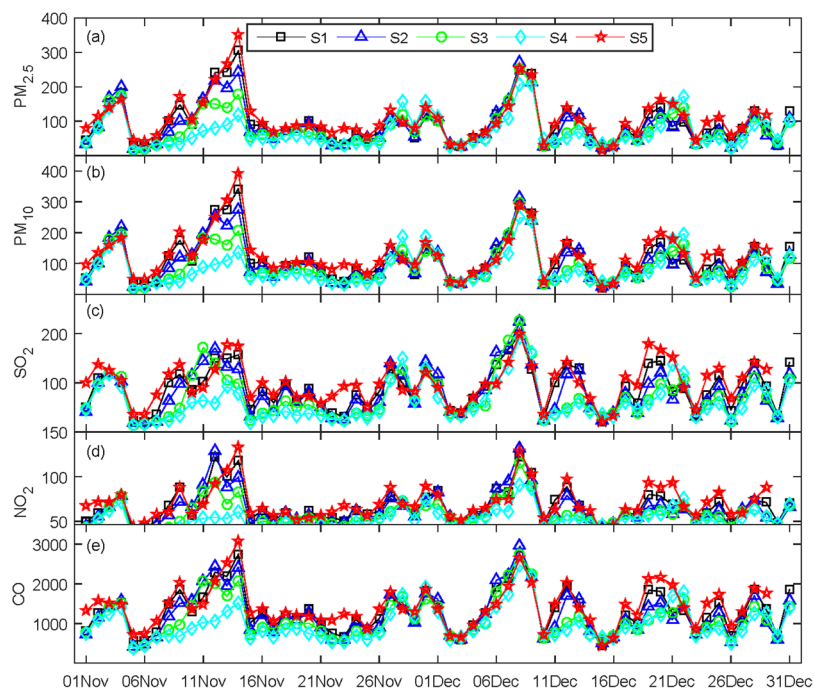 400
(a)
S1 S2 S3 S4 S5
300
PM2.5
200
100
400
(b)
300
PM10
200
100
(c)
200
SO2
100
150
(d)
NO2
100
50
3000
(e)
CO
2000
1000
01Nov 06Nov 11Nov 16Nov 21Nov 26Nov 01Dec 06Dec 11Dec 16Dec 21Dec 26Dec 31Dec